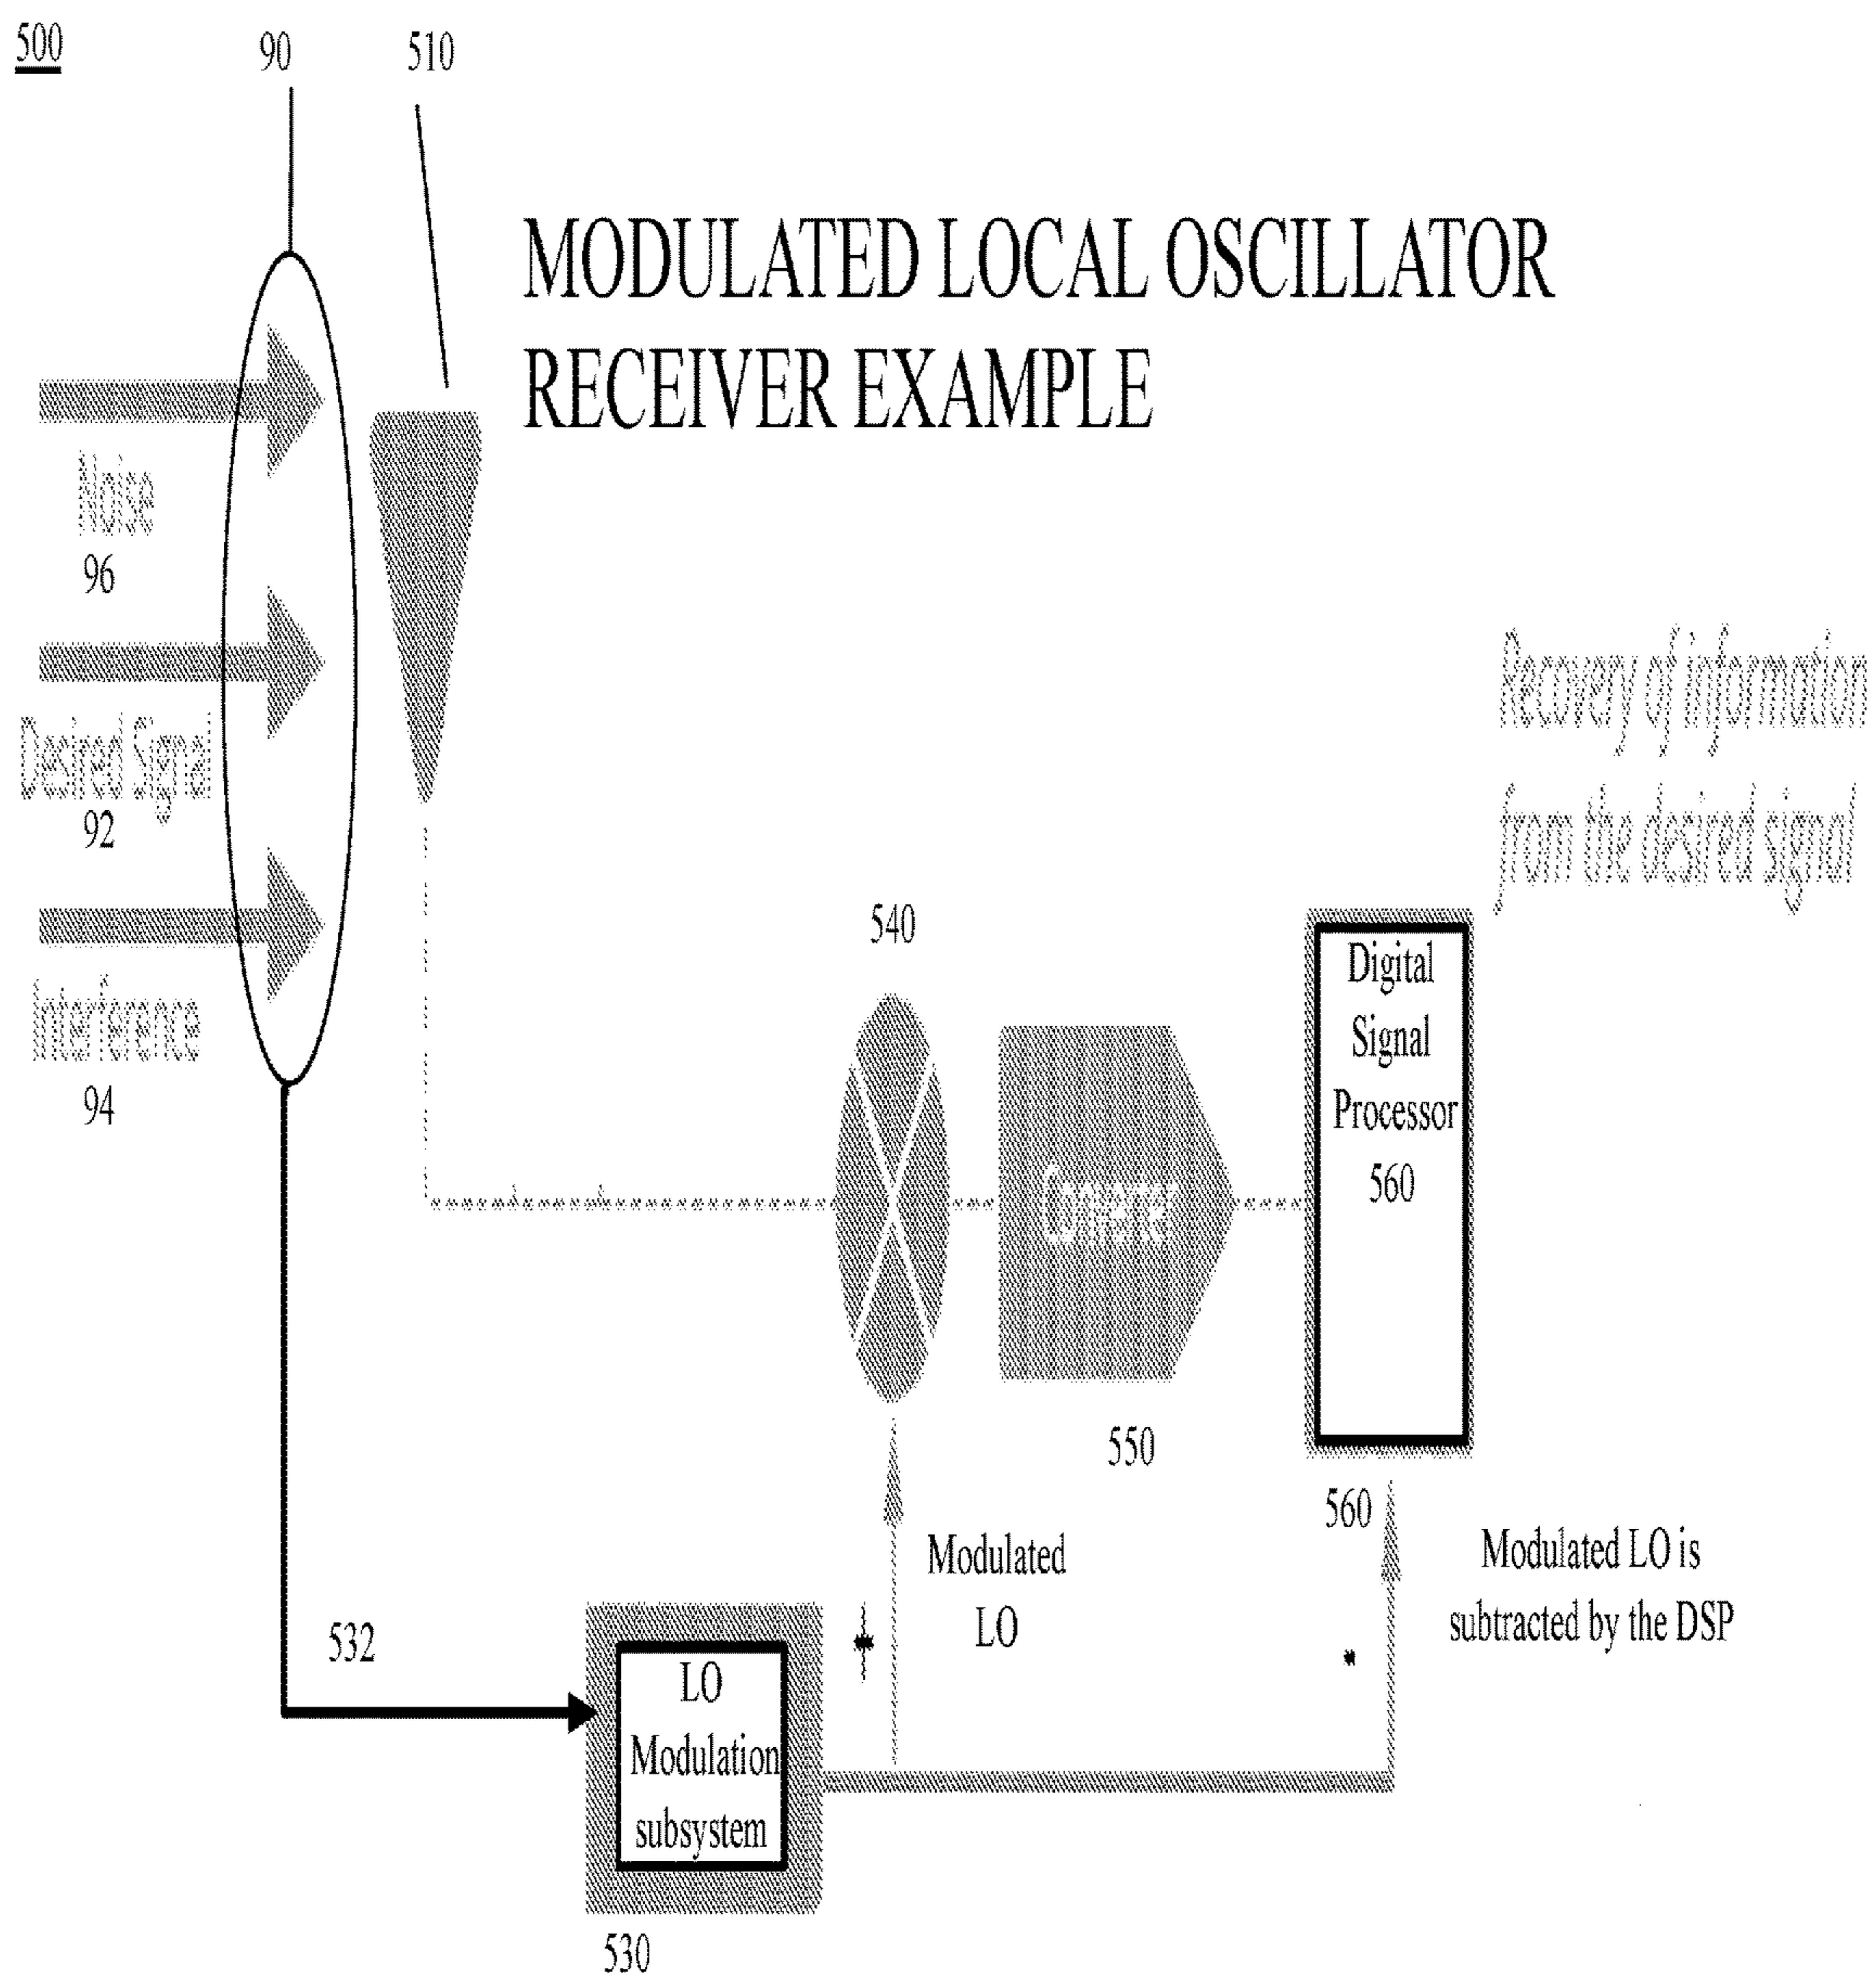 500
90
510
MODULATED LOCAL OSCILLATOR
RECEIVER EXAMPLE
Noise
96
Desired Signal
92
Interference
94
Recovery of information
from the desired signal
540
Converter
550
Digital
Signal
Processor
560
560
Modulated
LO
Modulated LO is
subtracted by the DSP
532
LO
Modulation
subsystem
530